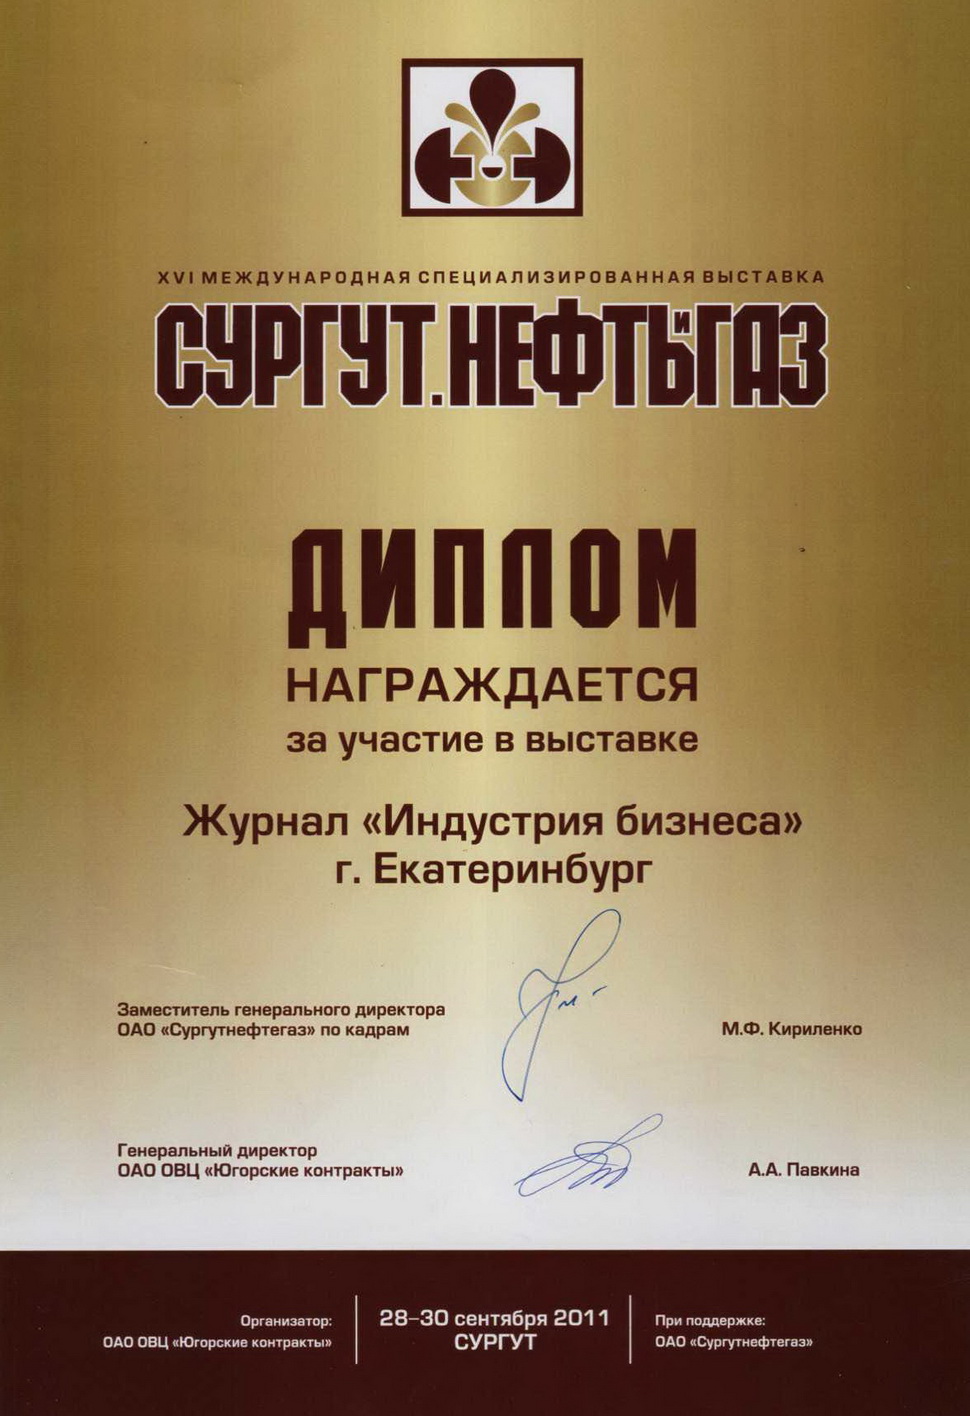 XVI МЕЖДУНАРОДНАЯ СПЕЦИАЛИЗИРОВАННАЯ ВЫСТАВКА
СУРГУТ. НЕФТЬ И ГАЗ
ДИПЛОМ
НАГРАЖДАЕТСЯ
за участие в выставке
Журнал «Индустрия бизнеса»
г. Екатеринбург
Заместитель генерального директора
ОАО «Сургутнефтегаз» по кадрам
М.Ф. Кириленко
Генеральный директор
ОАО ОВЦ «Югорские контракты»
А.А. Павкина
Организатор:
ОАО ОВЦ «Югорские контракты»
28–30 сентября 2011
СУРГУТ
При поддержке:
ОАО «Сургутнефтегаз»